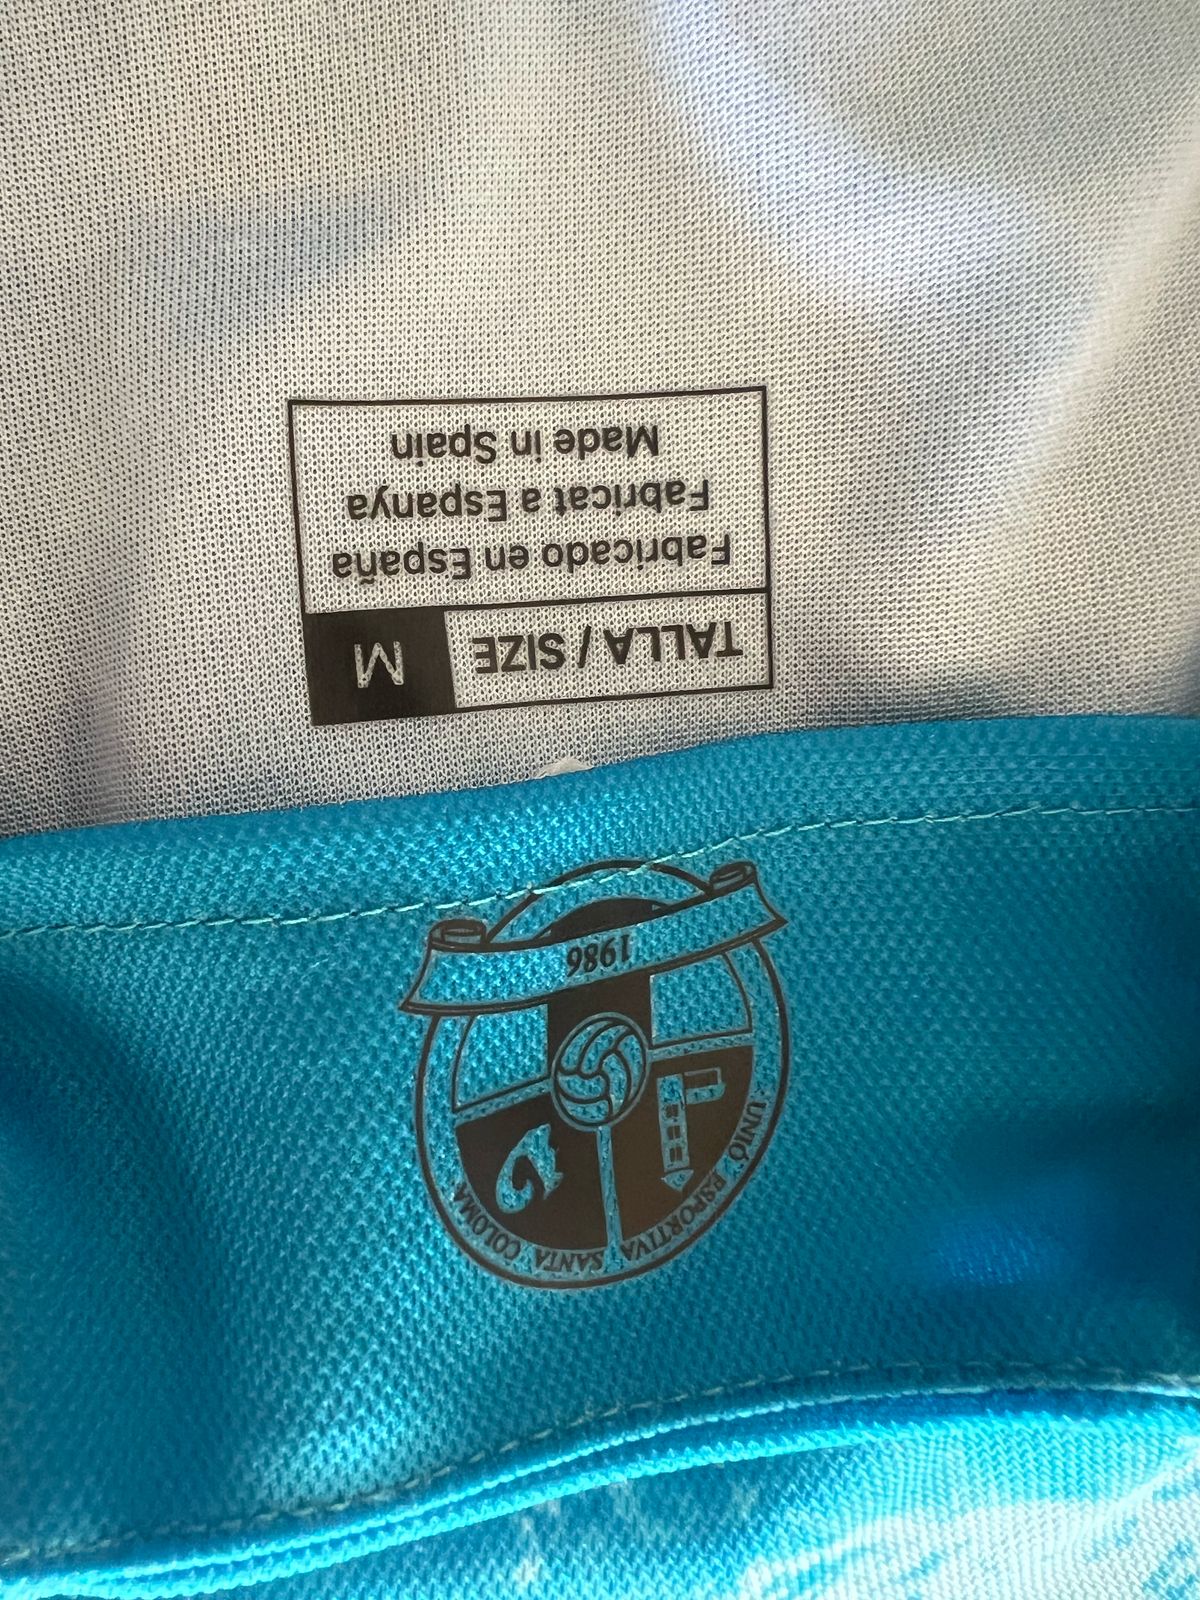 UNIÓ ESPORTIVA SANTA COLOMA
1986
TALLA / SIZE M
Fabricado en España
Fabricat a Espanya
Made in Spain